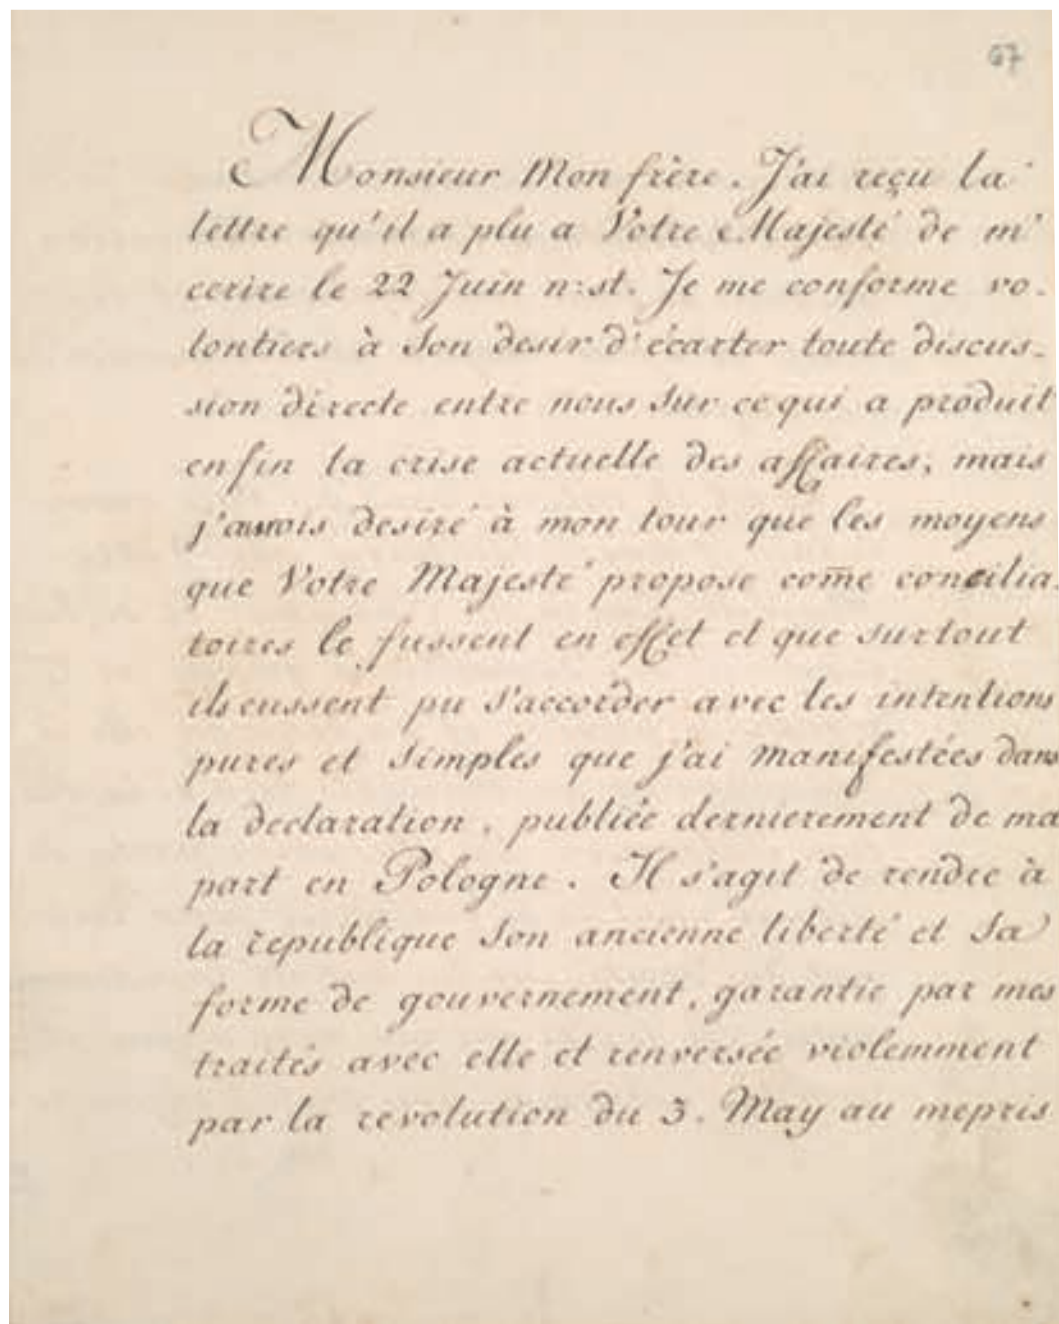 67
Monsieur Mon frère. J'ai reçu la
lettre qu'il a plu a Votre Majesté de m'
ecrire le 22 Juin n:st. Je me conforme vo-
lontiers à Son desir d'écarter toute discus-
sion directe entre nous Sur ce qui a produit
enfin la crise actuelle des affaires, mais
j'aurois desiré à mon tour que les moyens
que Votre Majesté propose com̄e concilia
toires le fussent en effet et que surtout
ils eussent pu s'accorder avec les intentions
pures et simples que j'ai manifestées dans
la declaration, publiée dernierement de ma
part en Pologne. Il s'agit de rendre à
la republique Son ancienne liberté et Sa
forme de gouvernement, garantie par mes
traités avec elle et renversée violemment
par la revolution du 3. May au mepris